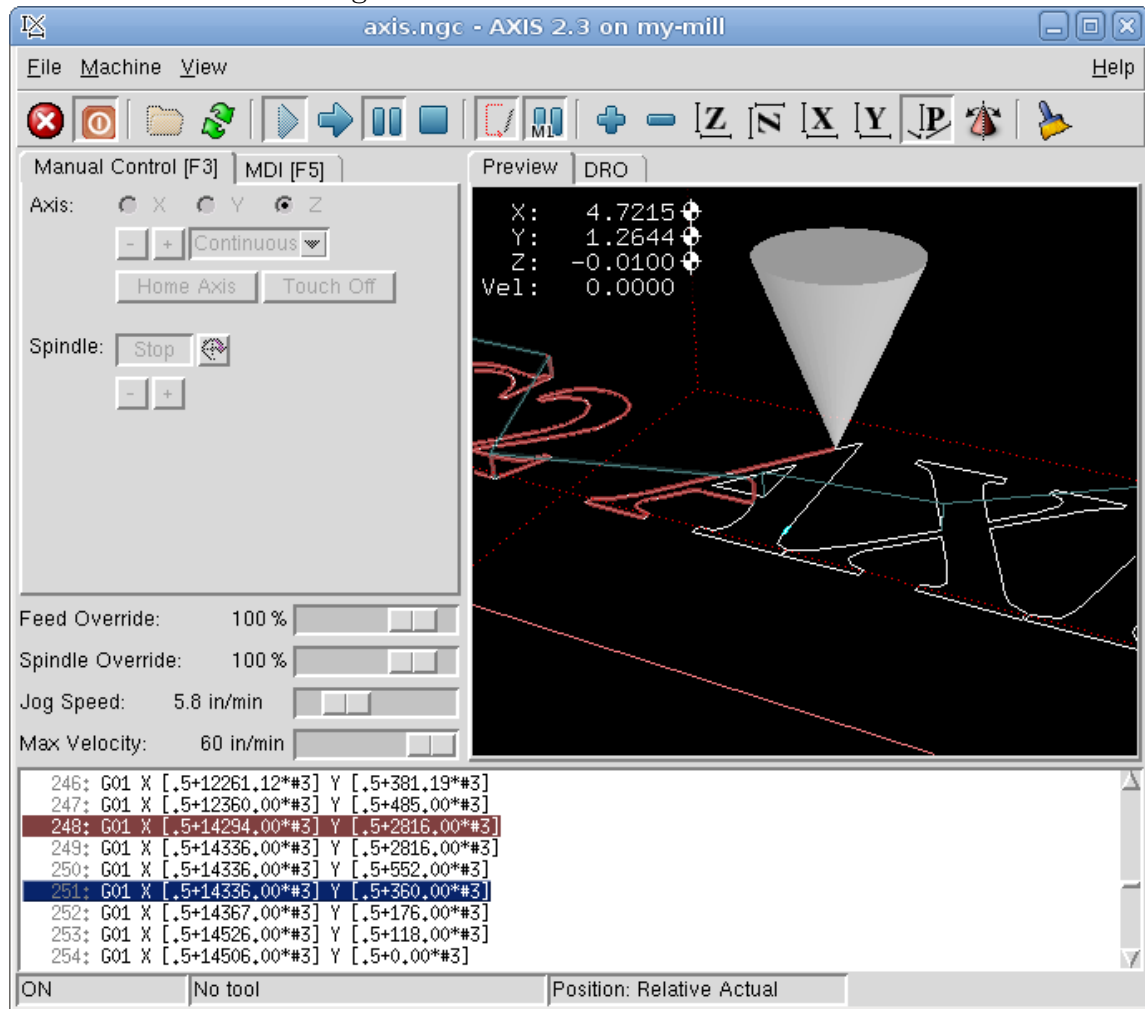 axis.ngc - AXIS 2.3 on my-mill
File Machine View Help
M1 Z N X Y P
Manual Control [F3] MDI [F5] Preview DRO
Axis: X Y Z
- + Continuous
Home Axis Touch Off
Spindle: Stop
- +
X: 4.7215
Y: 1.2644
Z: -0.0100
Vel: 0.0000
Feed Override: 100 %
Spindle Override: 100 %
Jog Speed: 5.8 in/min
Max Velocity: 60 in/min
246: G01 X [.5+12261.12*#3] Y [.5+381.19*#3]
247: G01 X [.5+12360.00*#3] Y [.5+485.00*#3]
248: G01 X [.5+14294.00*#3] Y [.5+2816.00*#3]
249: G01 X [.5+14336.00*#3] Y [.5+2816.00*#3]
250: G01 X [.5+14336.00*#3] Y [.5+552.00*#3]
251: G01 X [.5+14336.00*#3] Y [.5+360.00*#3]
252: G01 X [.5+14367.00*#3] Y [.5+176.00*#3]
253: G01 X [.5+14526.00*#3] Y [.5+118.00*#3]
254: G01 X [.5+14506.00*#3] Y [.5+0.00*#3]
ON No tool Position: Relative Actual